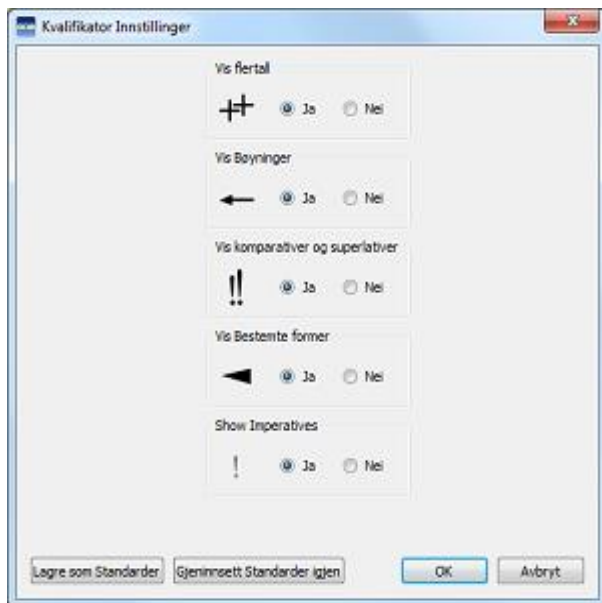 Kvalifikator Innstillinger
Vis flertall
Ja Nei
Vis Bøyninger
Ja Nei
Vis komparativer og superlativer
Ja Nei
Vis Bestemte former
Ja Nei
Show Imperatives
Ja Nei
Lagre som Standarder Gjeninnsett Standarder igjen OK Avbryt